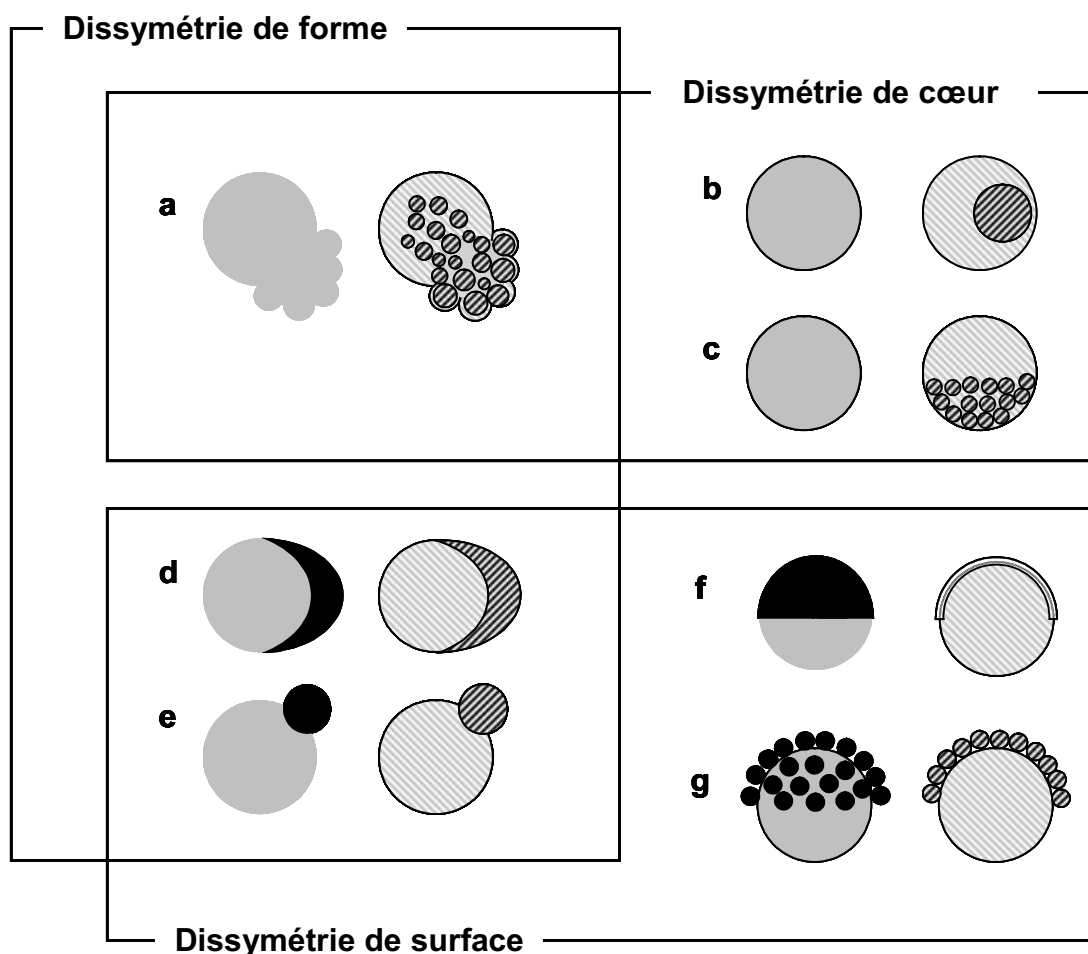 Dissymétrie de forme
Dissymétrie de cœur
a
b
c
d
f
e
g
Dissymétrie de surface